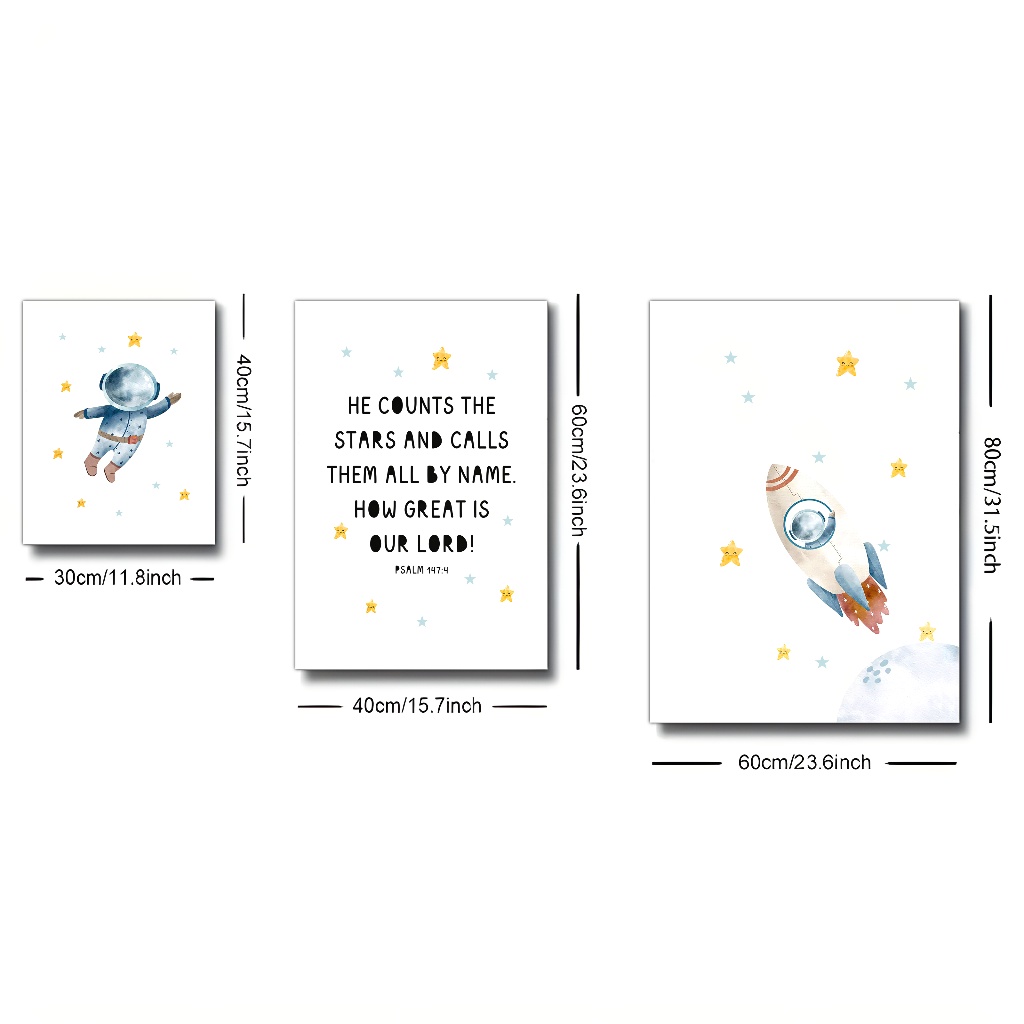 40cm/15.7inch
30cm/11.8inch
HE COUNTS THE
STARS AND CALLS
THEM ALL BY NAME.
HOW GREAT IS
OUR LORD!
PSALM 147:4
60cm/23.6inch
40cm/15.7inch
80cm/31.5inch
60cm/23.6inch